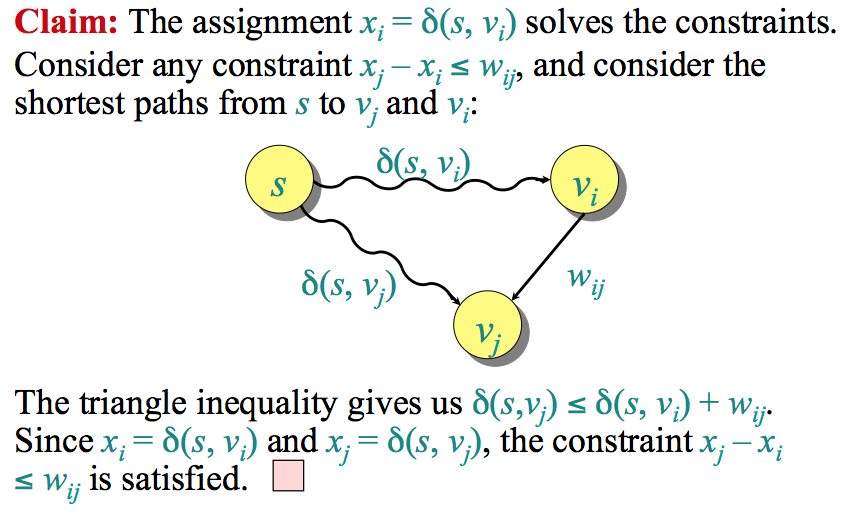 Claim: The assignment xᵢ = δ(s, vᵢ) solves the constraints.
Consider any constraint xⱼ – xᵢ ≤ wᵢⱼ, and consider the
shortest paths from s to vⱼ and vᵢ:
δ(s, vᵢ)
s
vᵢ
δ(s, vⱼ)
wᵢⱼ
vⱼ
The triangle inequality gives us δ(s,vⱼ) ≤ δ(s, vᵢ) + wᵢⱼ.
Since xᵢ = δ(s, vᵢ) and xⱼ = δ(s, vⱼ), the constraint xⱼ – xᵢ
≤ wᵢⱼ is satisfied.